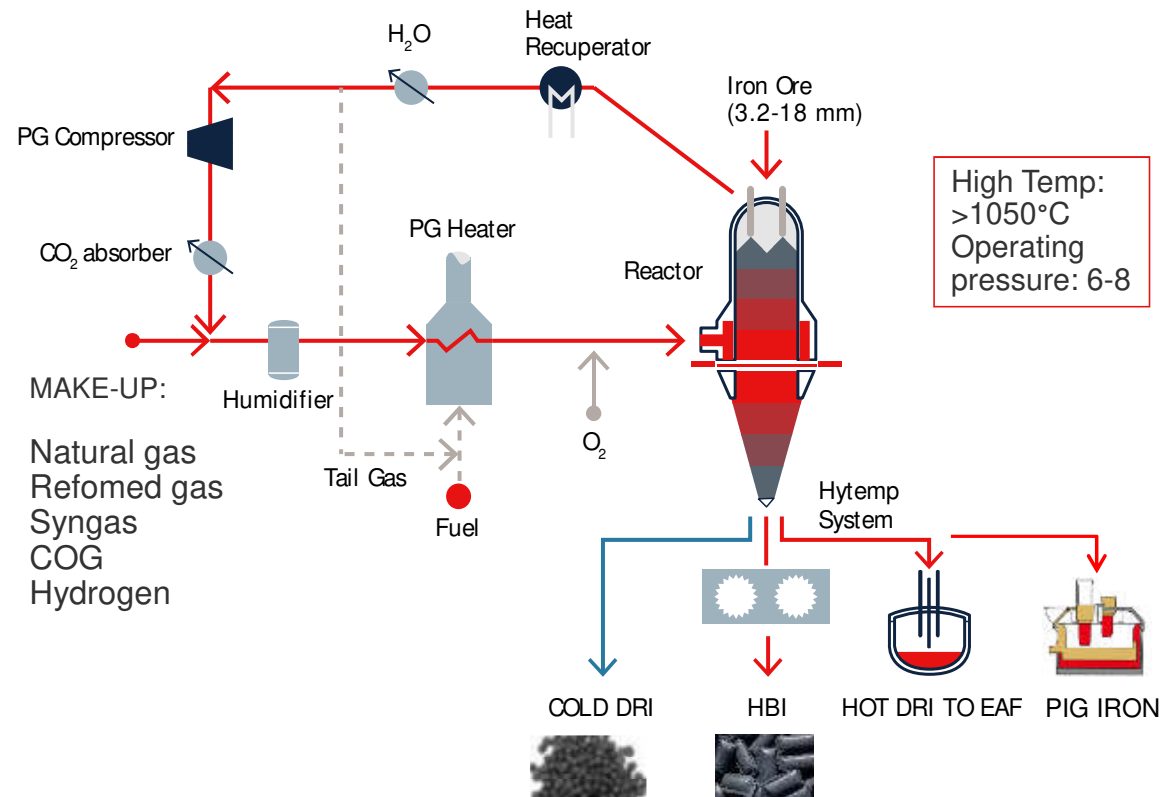 H₂O
Heat
Recuperator
Iron Ore
(3.2-18 mm)
PG Compressor
High Temp:
>1050°C
Operating
pressure: 6-8
PG Heater
CO₂ absorber
Reactor
MAKE-UP:
Humidifier
O₂
Natural gas
Refomed gas
Syngas
COG
Hydrogen
Tail Gas
Fuel
Hytemp
System
COLD DRI
HBI
HOT DRI TO EAF
PIG IRON